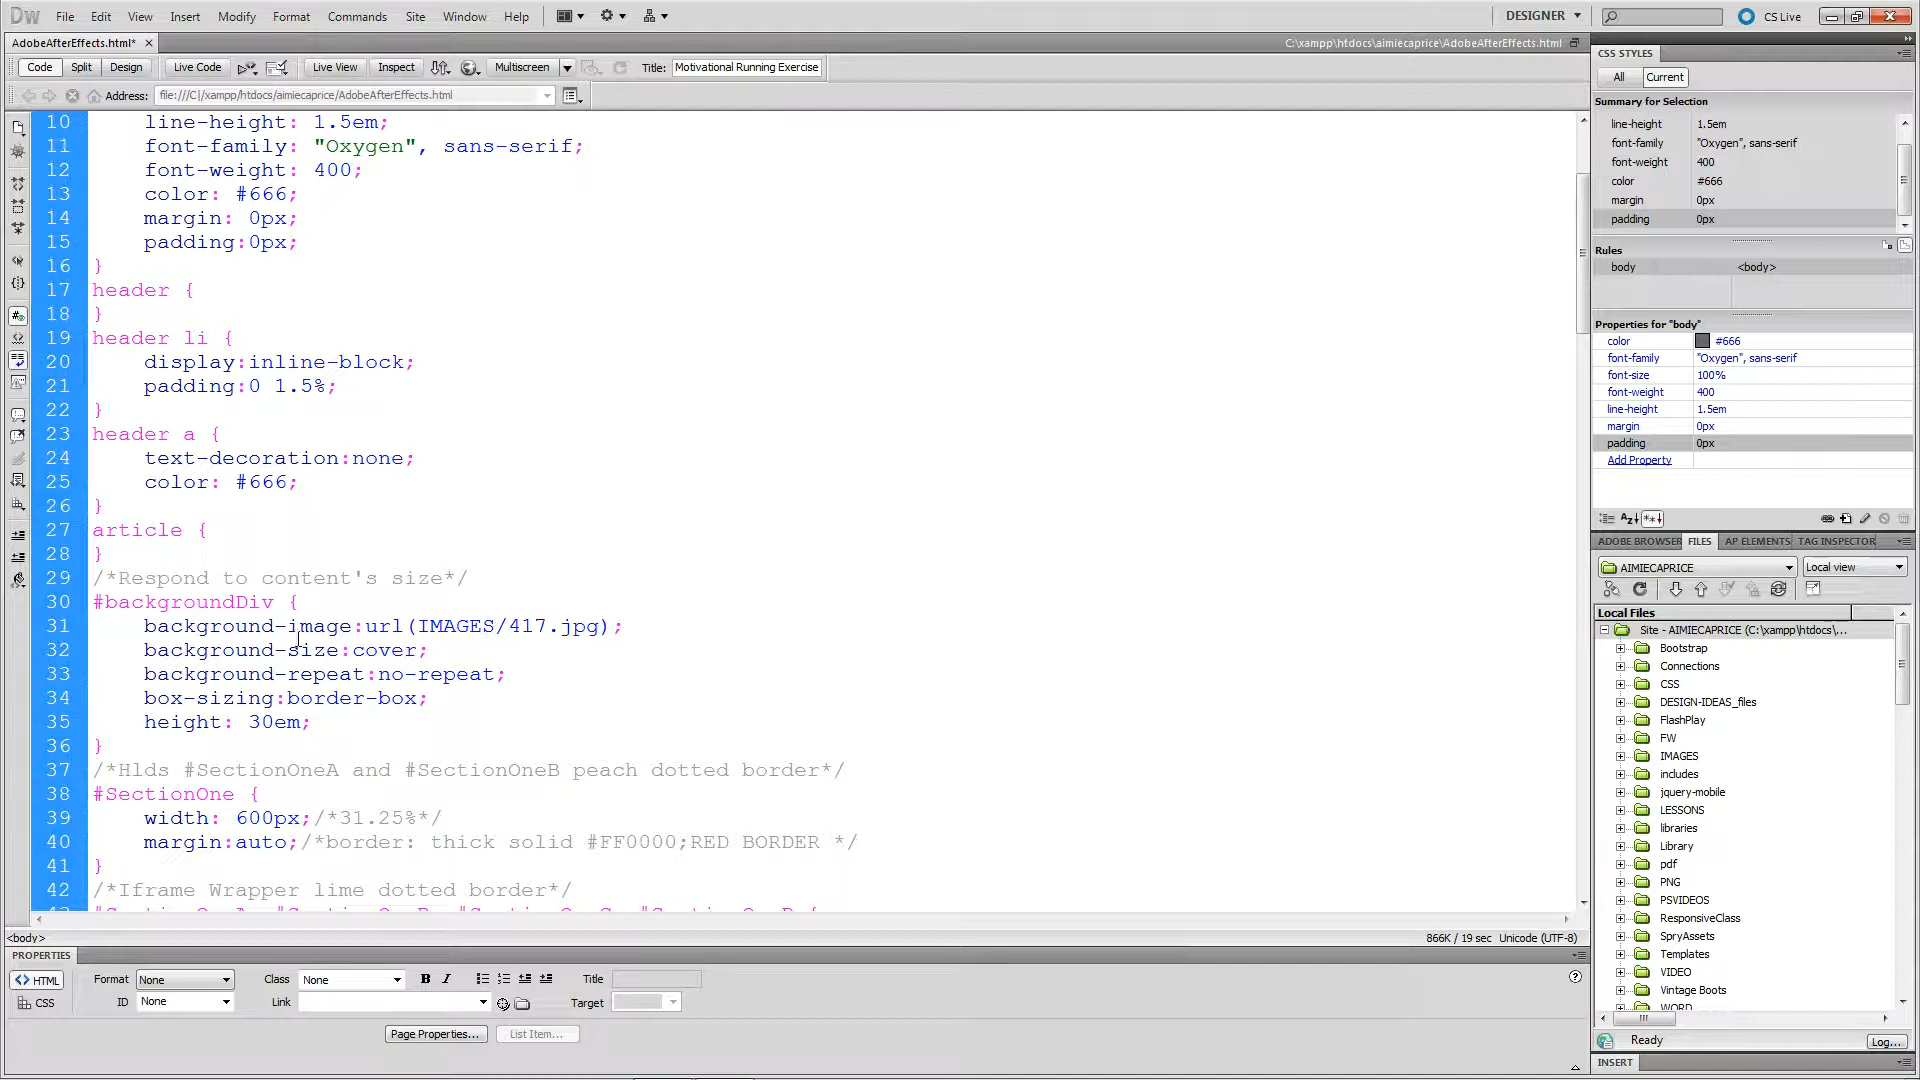 Dw File Edit View Insert Modify Format Commands Site Window Help DESIGNER CS Live
AdobeAfterEffects.html* C:\xampp\htdocs\aimiecaprice\AdobeAfterEffects.html
Code Split Design Live Code Live View Inspect Multiscreen Title: Motivational Running Exercise
Address: file:///C|/xampp/htdocs/aimiecaprice/AdobeAfterEffects.html
10 line-height: 1.5em;
11 font-family: "Oxygen", sans-serif;
12 font-weight: 400;
13 color: #666;
14 margin: 0px;
15 padding:0px;
16 }
17 header {
18 }
19 header li {
20 display:inline-block;
21 padding:0 1.5%;
22 }
23 header a {
24 text-decoration:none;
25 color: #666;
26 }
27 article {
28 }
29 /*Respond to content's size*/
30 #backgroundDiv {
31 background-image:url(IMAGES/417.jpg);
32 background-size:cover;
33 background-repeat:no-repeat;
34 box-sizing:border-box;
35 height: 30em;
36 }
37 /*Hlds #SectionOneA and #SectionOneB peach dotted border*/
38 #SectionOne {
39 width: 600px;/*31.25%*/
40 margin:auto;/*border: thick solid #FF0000;RED BORDER */
41 }
42 /*Iframe Wrapper lime dotted border*/
<body> 866K / 19 sec Unicode (UTF-8)
PROPERTIES
HTML Format None Class None B I Title
CSS ID None Link Target
Page Properties... List Item...
CSS STYLES
All Current
Summary for Selection
line-height 1.5em
font-family "Oxygen", sans-serif
font-weight 400
color #666
margin 0px
padding 0px
Rules
body <body>
Properties for "body"
color #666
font-family "Oxygen", sans-serif
font-size 100%
font-weight 400
line-height 1.5em
margin 0px
padding 0px
Add Property
ADOBE BROWSER FILES AP ELEMENTS TAG INSPECTOR
AIMIECAPRICE Local view
Local Files
Site - AIMIECAPRICE (C:\xampp\htdocs\...
Bootstrap
Connections
CSS
DESIGN-IDEAS_files
FlashPlay
FW
IMAGES
includes
jquery-mobile
LESSONS
libraries
Library
pdf
PNG
PSVIDEOS
ResponsiveClass
SpryAssets
Templates
VIDEO
Vintage Boots
WORD
Ready Log...
INSERT